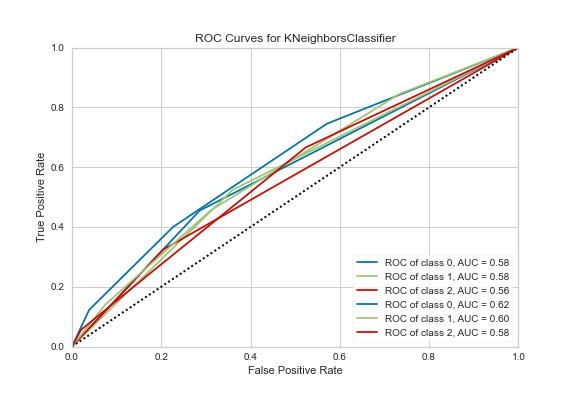 ROC Curves for KNeighborsClassifier
1.0
0.8
0.6
0.4
0.2
0.0
True Positive Rate
ROC of class 0, AUC = 0.58
ROC of class 1, AUC = 0.58
ROC of class 2, AUC = 0.56
ROC of class 0, AUC = 0.62
ROC of class 1, AUC = 0.60
ROC of class 2, AUC = 0.58
0.0 0.2 0.4 0.6 0.8 1.0
False Positive Rate